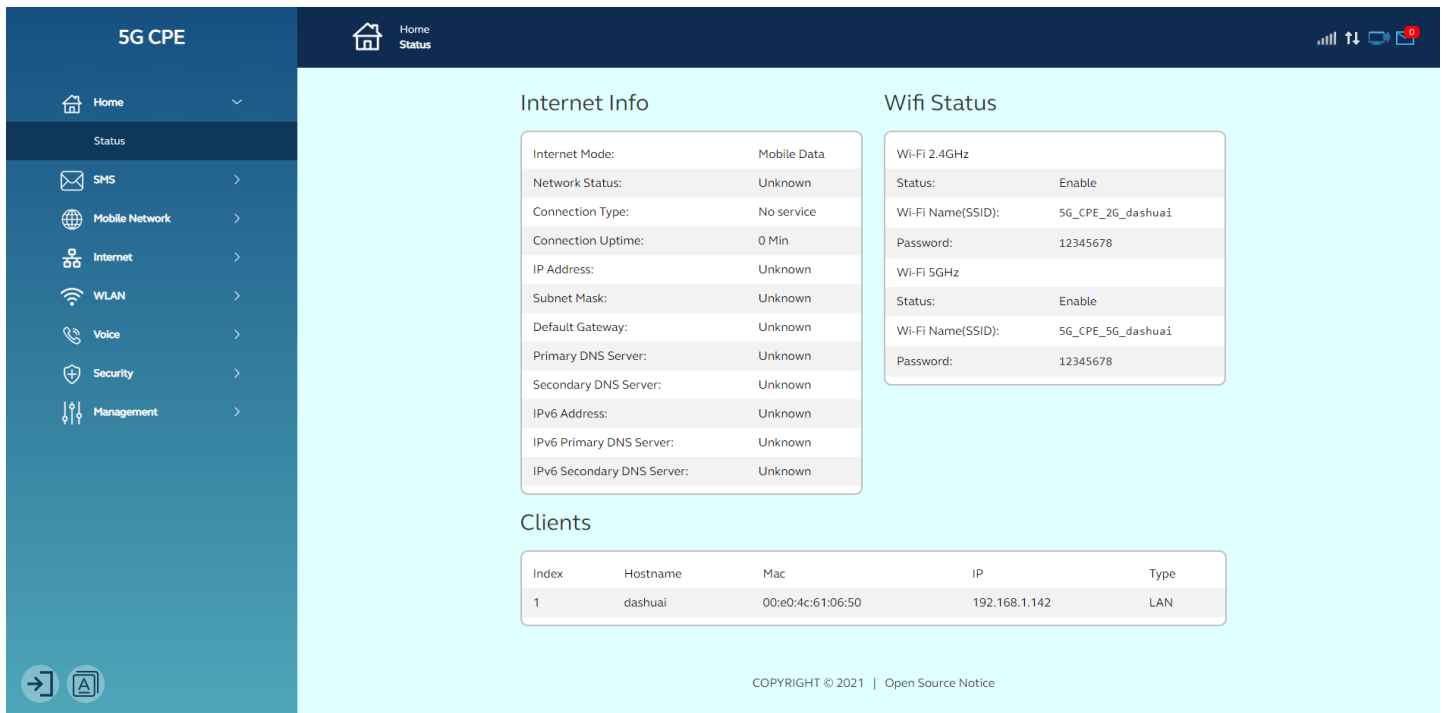 5G CPE
Home
Status
0
Home
Status
SMS
Mobile Network
Internet
WLAN
Voice
Security
Management
A
Internet Info
Internet Mode: Mobile Data
Network Status: Unknown
Connection Type: No service
Connection Uptime: 0 Min
IP Address: Unknown
Subnet Mask: Unknown
Default Gateway: Unknown
Primary DNS Server: Unknown
Secondary DNS Server: Unknown
IPv6 Address: Unknown
IPv6 Primary DNS Server: Unknown
IPv6 Secondary DNS Server: Unknown
Wifi Status
Wi-Fi 2.4GHz
Status: Enable
Wi-Fi Name(SSID): 5G_CPE_2G_dashuai
Password: 12345678
Wi-Fi 5GHz
Status: Enable
Wi-Fi Name(SSID): 5G_CPE_5G_dashuai
Password: 12345678
Clients
Index Hostname Mac IP Type
1 dashuai 00:e0:4c:61:06:50 192.168.1.142 LAN
COPYRIGHT © 2021 | Open Source Notice